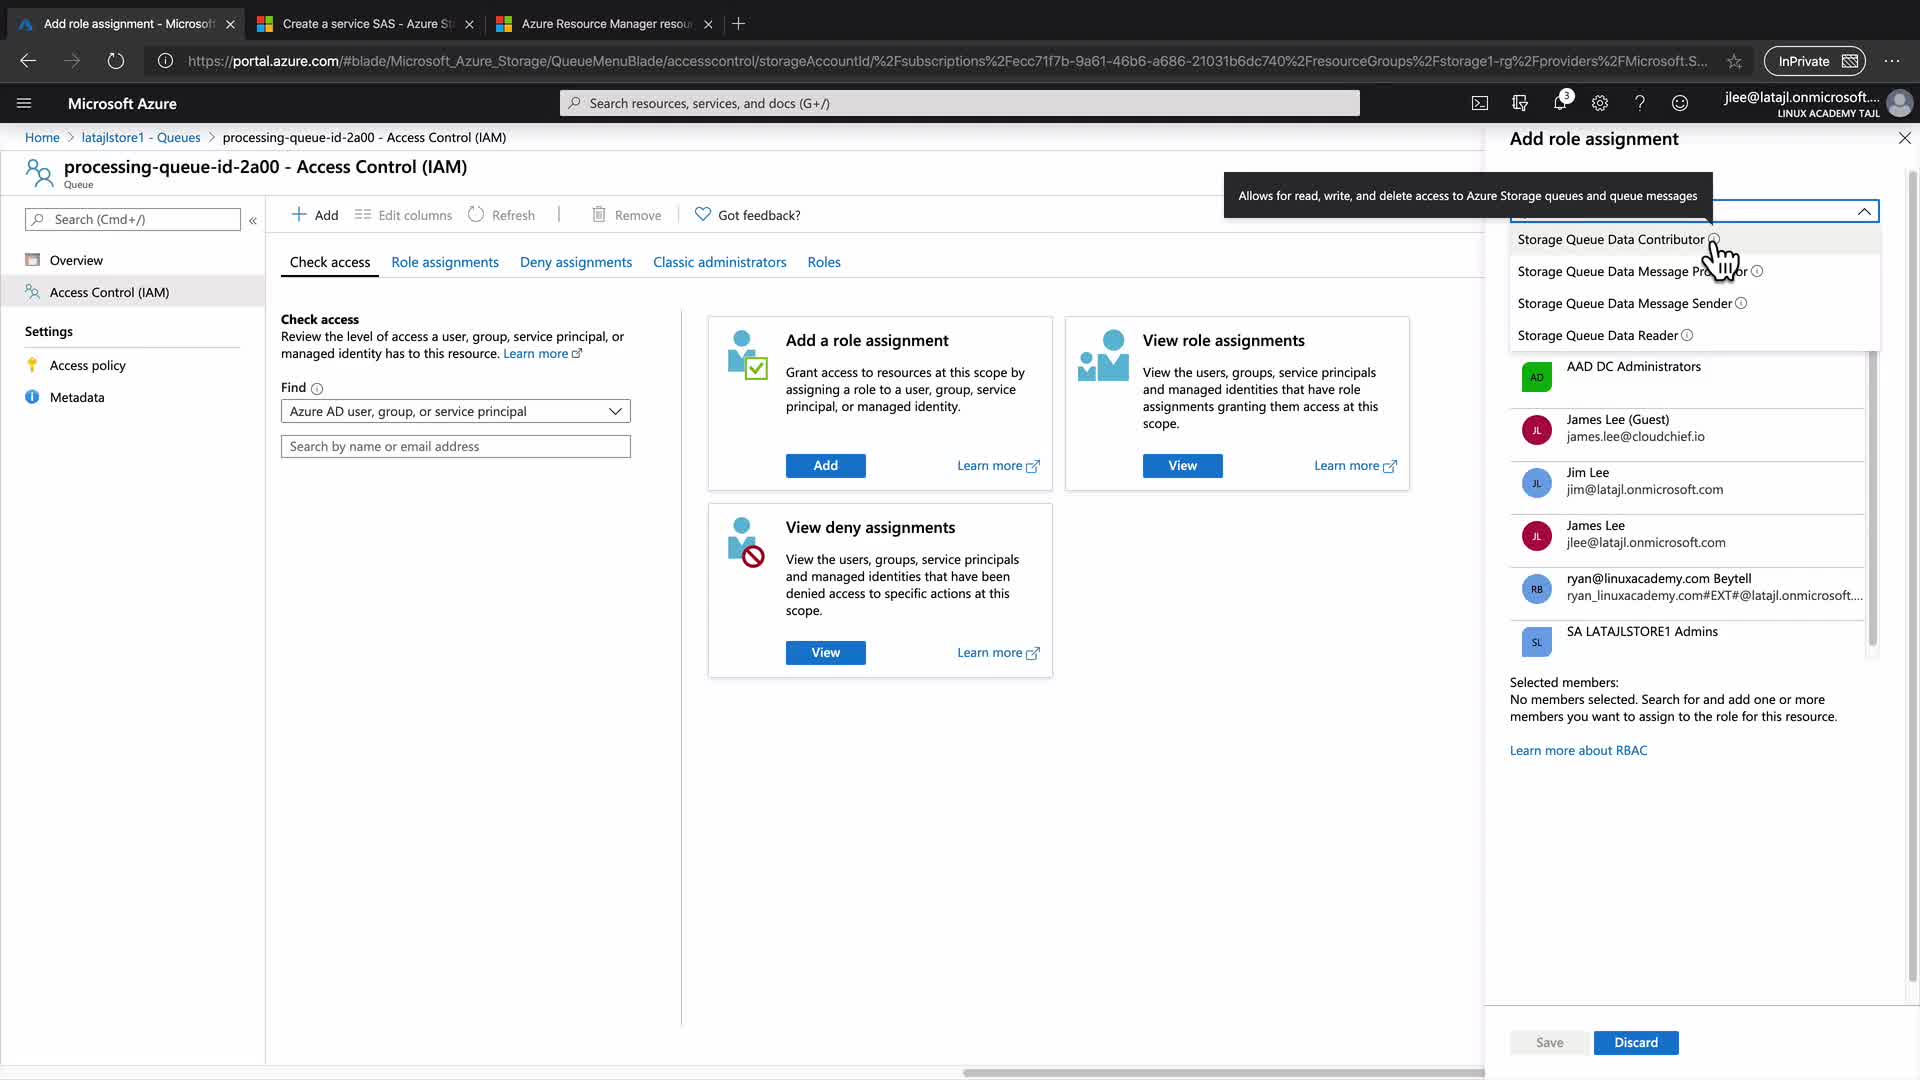 Add role assignment - Microsoft
Create a service SAS - Azure St
Azure Resource Manager resou
https://portal.azure.com/#blade/Microsoft_Azure_Storage/QueueMenuBlade/accesscontrol/storageAccountId/%2Fsubscriptions%2Fecc71f7b-9a61-46b6-a686-21031b6dc740%2FresourceGroups%2Fstorage1-rg%2Fproviders%2FMicrosoft.S...
InPrivate
Microsoft Azure
Search resources, services, and docs (G+/)
3
jlee@latajl.onmicrosoft....
LINUX ACADEMY TAJL
Home > latajlstore1 - Queues > processing-queue-id-2a00 - Access Control (IAM)
processing-queue-id-2a00 - Access Control (IAM)
Queue
Search (Cmd+/)
Overview
Access Control (IAM)
Settings
Access policy
Metadata
Add
Edit columns
Refresh
Remove
Got feedback?
Check access
Role assignments
Deny assignments
Classic administrators
Roles
Check access
Review the level of access a user, group, service principal, or
managed identity has to this resource. Learn more
Find
Azure AD user, group, or service principal
Search by name or email address
Add a role assignment
Grant access to resources at this scope by
assigning a role to a user, group, service
principal, or managed identity.
Add
Learn more
View role assignments
View the users, groups, service principals
and managed identities that have role
assignments granting them access at this
scope.
View
Learn more
View deny assignments
View the users, groups, service principals
and managed identities that have been
denied access to specific actions at this
scope.
View
Learn more
Add role assignment
Allows for read, write, and delete access to Azure Storage queues and queue messages
Storage Queue Data Contributor
Storage Queue Data Message
Storage Queue Data Message Sender
Storage Queue Data Reader
AD
AAD DC Administrators
JL
James Lee (Guest)
james.lee@cloudchief.io
JL
Jim Lee
jim@latajl.onmicrosoft.com
JL
James Lee
jlee@latajl.onmicrosoft.com
RB
ryan@linuxacademy.com Beytell
ryan_linuxacademy.com#EXT#@latajl.onmicrosoft....
SL
SA LATAJLSTORE1 Admins
Selected members:
No members selected. Search for and add one or more
members you want to assign to the role for this resource.
Learn more about RBAC
Save
Discard